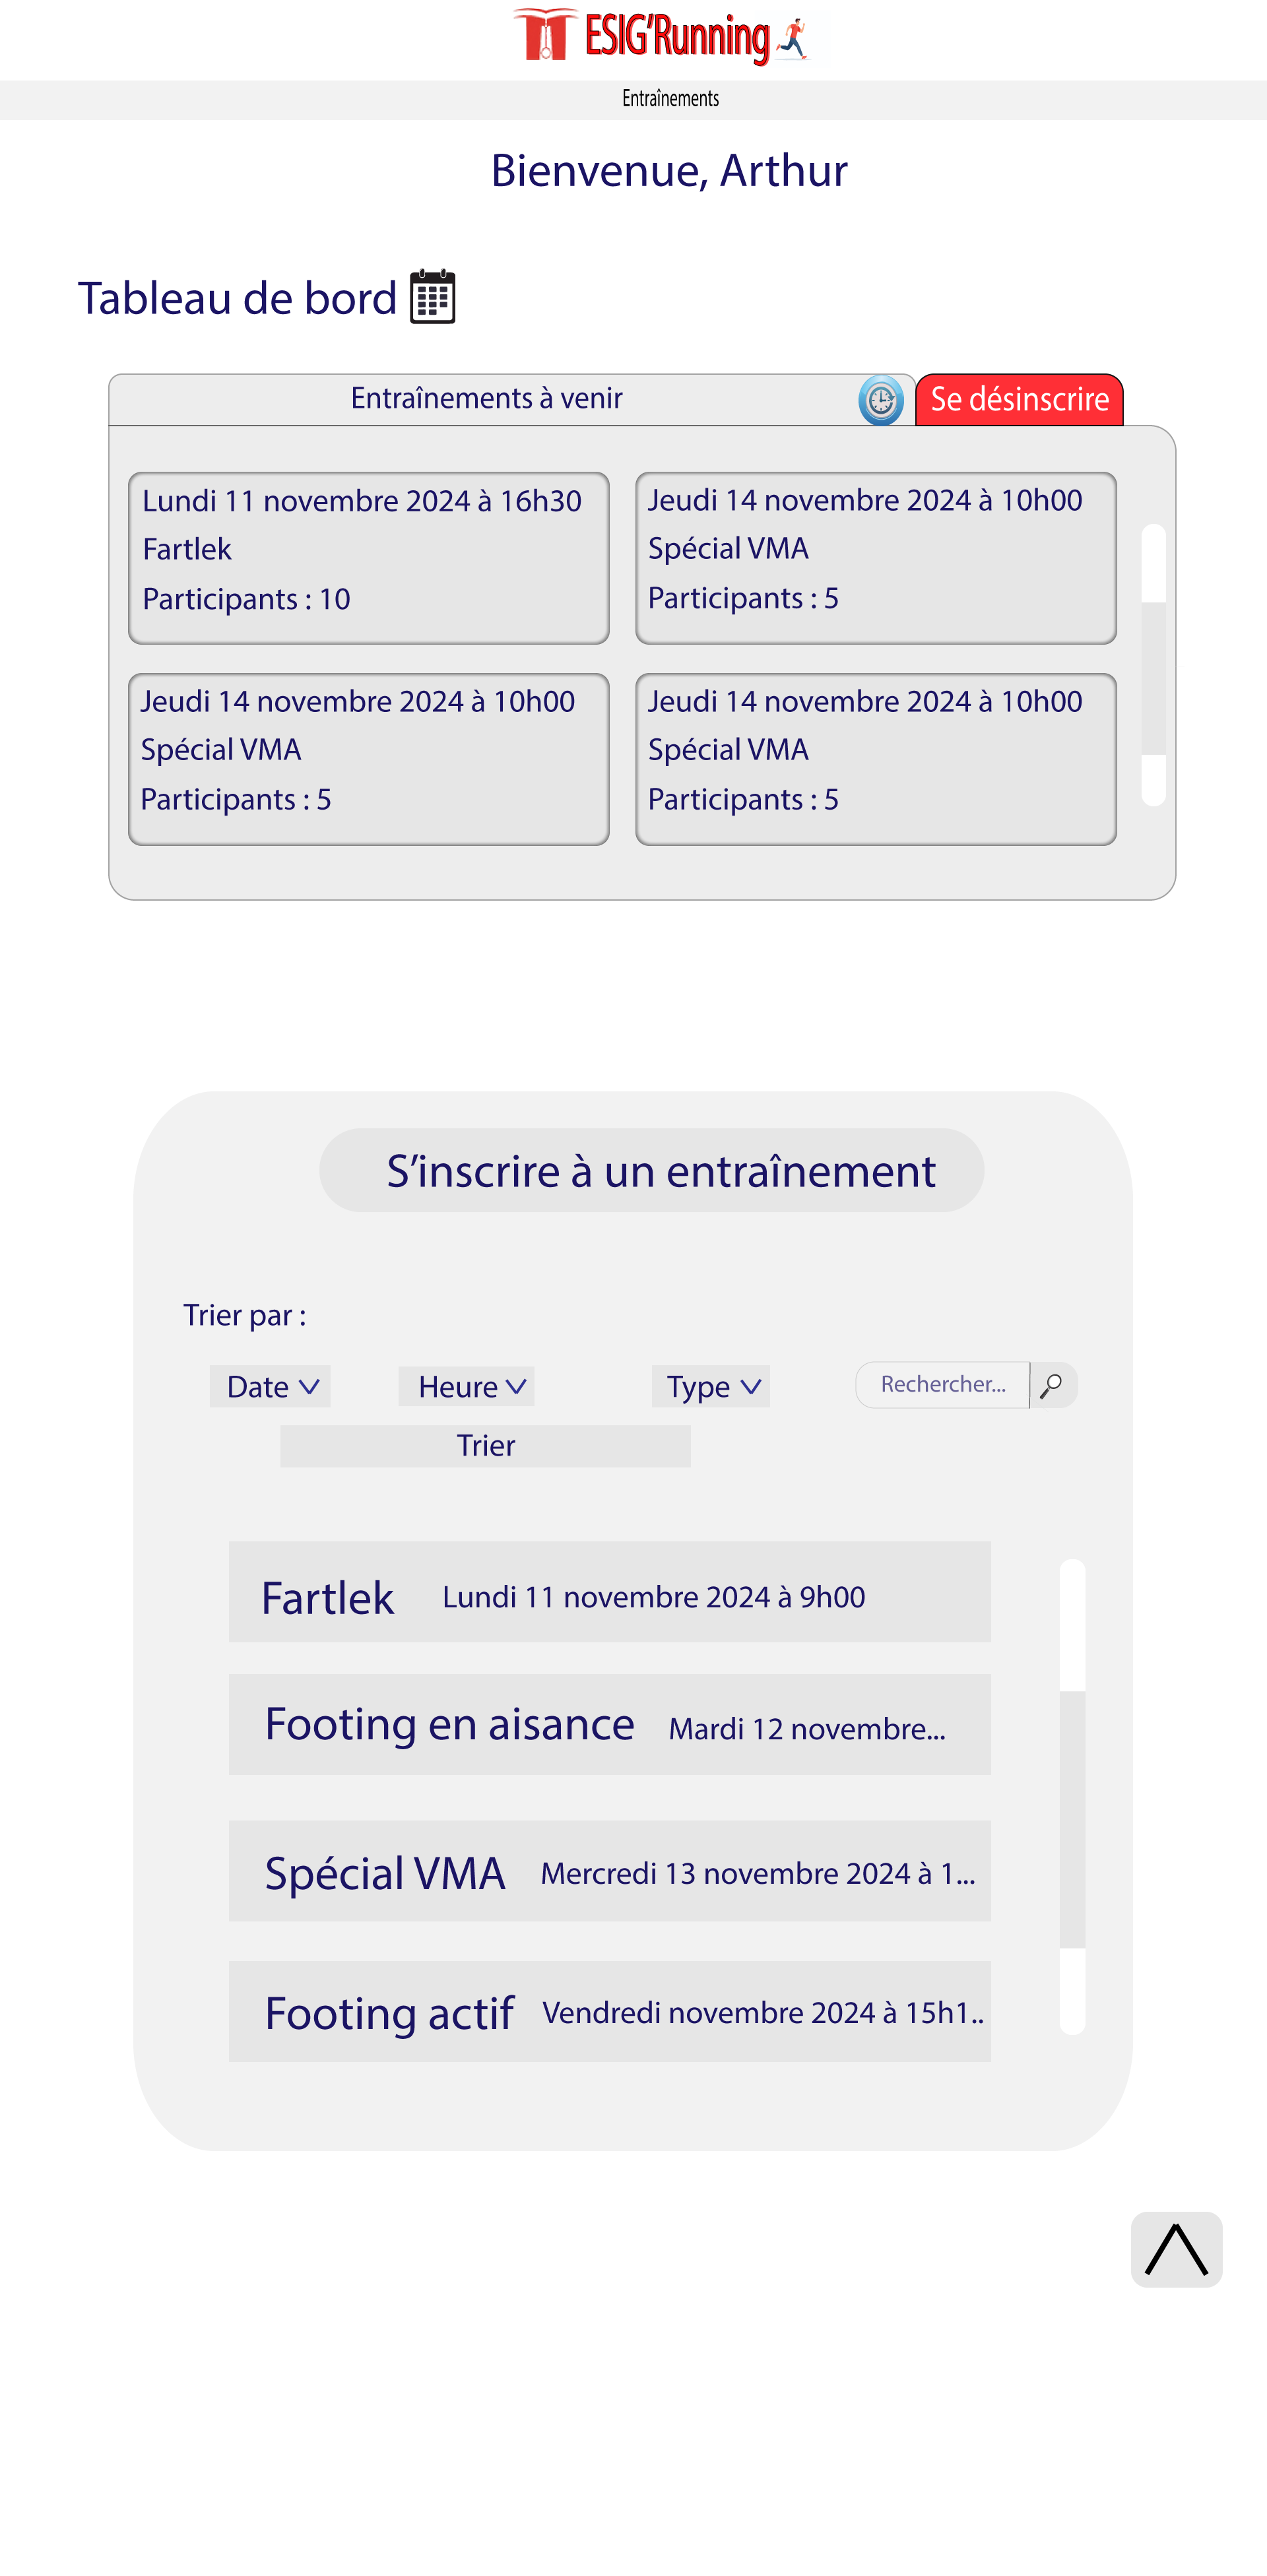 ESIG'Running
Entraînements
Bienvenue, Arthur
Tableau de bord
Entraînements à venir
Se désinscrire
Lundi 11 novembre 2024 à 16h30
Fartlek
Participants : 10
Jeudi 14 novembre 2024 à 10h00
Spécial VMA
Participants : 5
Jeudi 14 novembre 2024 à 10h00
Spécial VMA
Participants : 5
Jeudi 14 novembre 2024 à 10h00
Spécial VMA
Participants : 5
S'inscrire à un entraînement
Trier par :
Date
Heure
Type
Rechercher...
Trier
Fartlek Lundi 11 novembre 2024 à 9h00
Footing en aisance Mardi 12 novembre...
Spécial VMA Mercredi 13 novembre 2024 à 1...
Footing actif Vendredi novembre 2024 à 15h1..